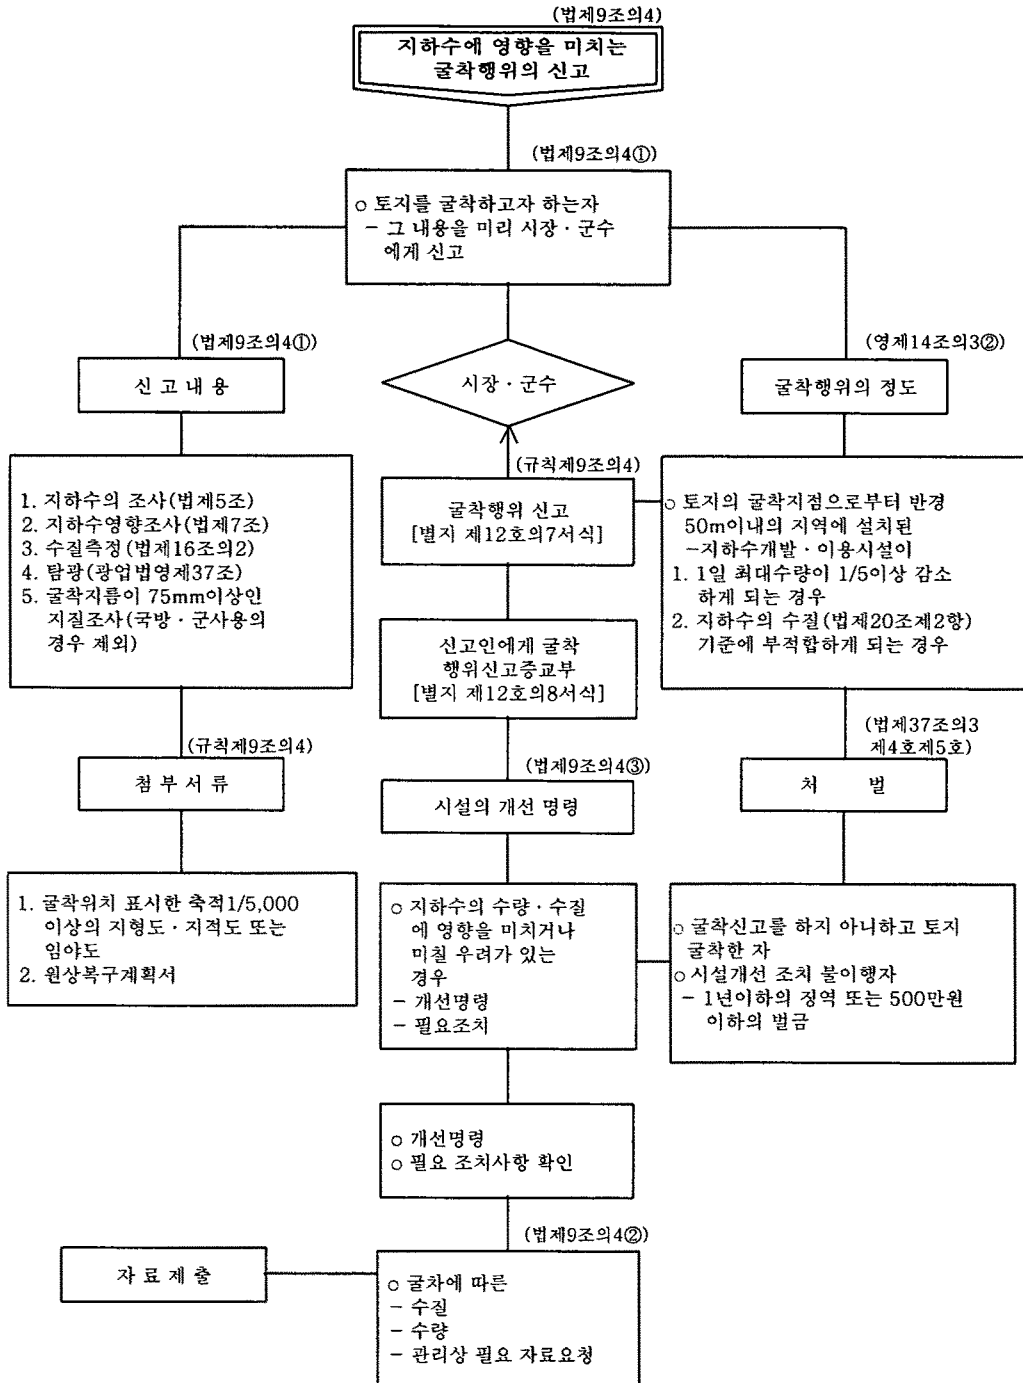 (법제9조의4)
지하수에 영향을 미치는
굴착행위의 신고
(법제9조의4①)
○ 토지를 굴착하고자 하는자
- 그 내용을 미리 시장·군수
에게 신고
(법제9조의4①)
신 고 내 용
1. 지하수의 조사(법제5조)
2. 지하수영향조사(법제7조)
3. 수질측정(법제16조의2)
4. 탐광(광업법영제37조)
5. 굴착지름이 75mm이상인
지질조사(국방·군사용의
경우 제외)
(규칙제9조의4)
첨 부 서 류
1. 굴착위치 표시한 축적1/5,000
이상의 지형도·지적도 또는
임야도
2. 원상복구계획서
시장·군수
(규칙제9조의4)
굴착행위 신고
[별지 제12호의7서식]
신고인에게 굴착
행위신고증교부
[별지 제12호의8서식]
(법제9조의4③)
시설의 개선 명령
○ 지하수의 수량·수질
에 영향을 미치거나
미칠 우려가 있는
경우
- 개선명령
- 필요조치
○ 개선명령
○ 필요 조치사항 확인
(법제9조의4②)
자 료 제 출
○ 굴차에 따른
- 수질
- 수량
- 관리상 필요 자료요청
(영제14조의3②)
굴착행위의 정도
○ 토지의 굴착지점으로부터 반경
50m이내의 지역에 설치된
-지하수개발·이용시설이
1. 1일 최대수량이 1/5이상 감소
하게 되는 경우
2. 지하수의 수질(법제20조제2항)
기준에 부적합하게 되는 경우
(법제37조의3
제4호제5호)
처 벌
○ 굴착신고를 하지 아니하고 토지
굴착한 자
○ 시설개선 조치 불이행자
- 1년이하의 징역 또는 500만원
이하의 벌금